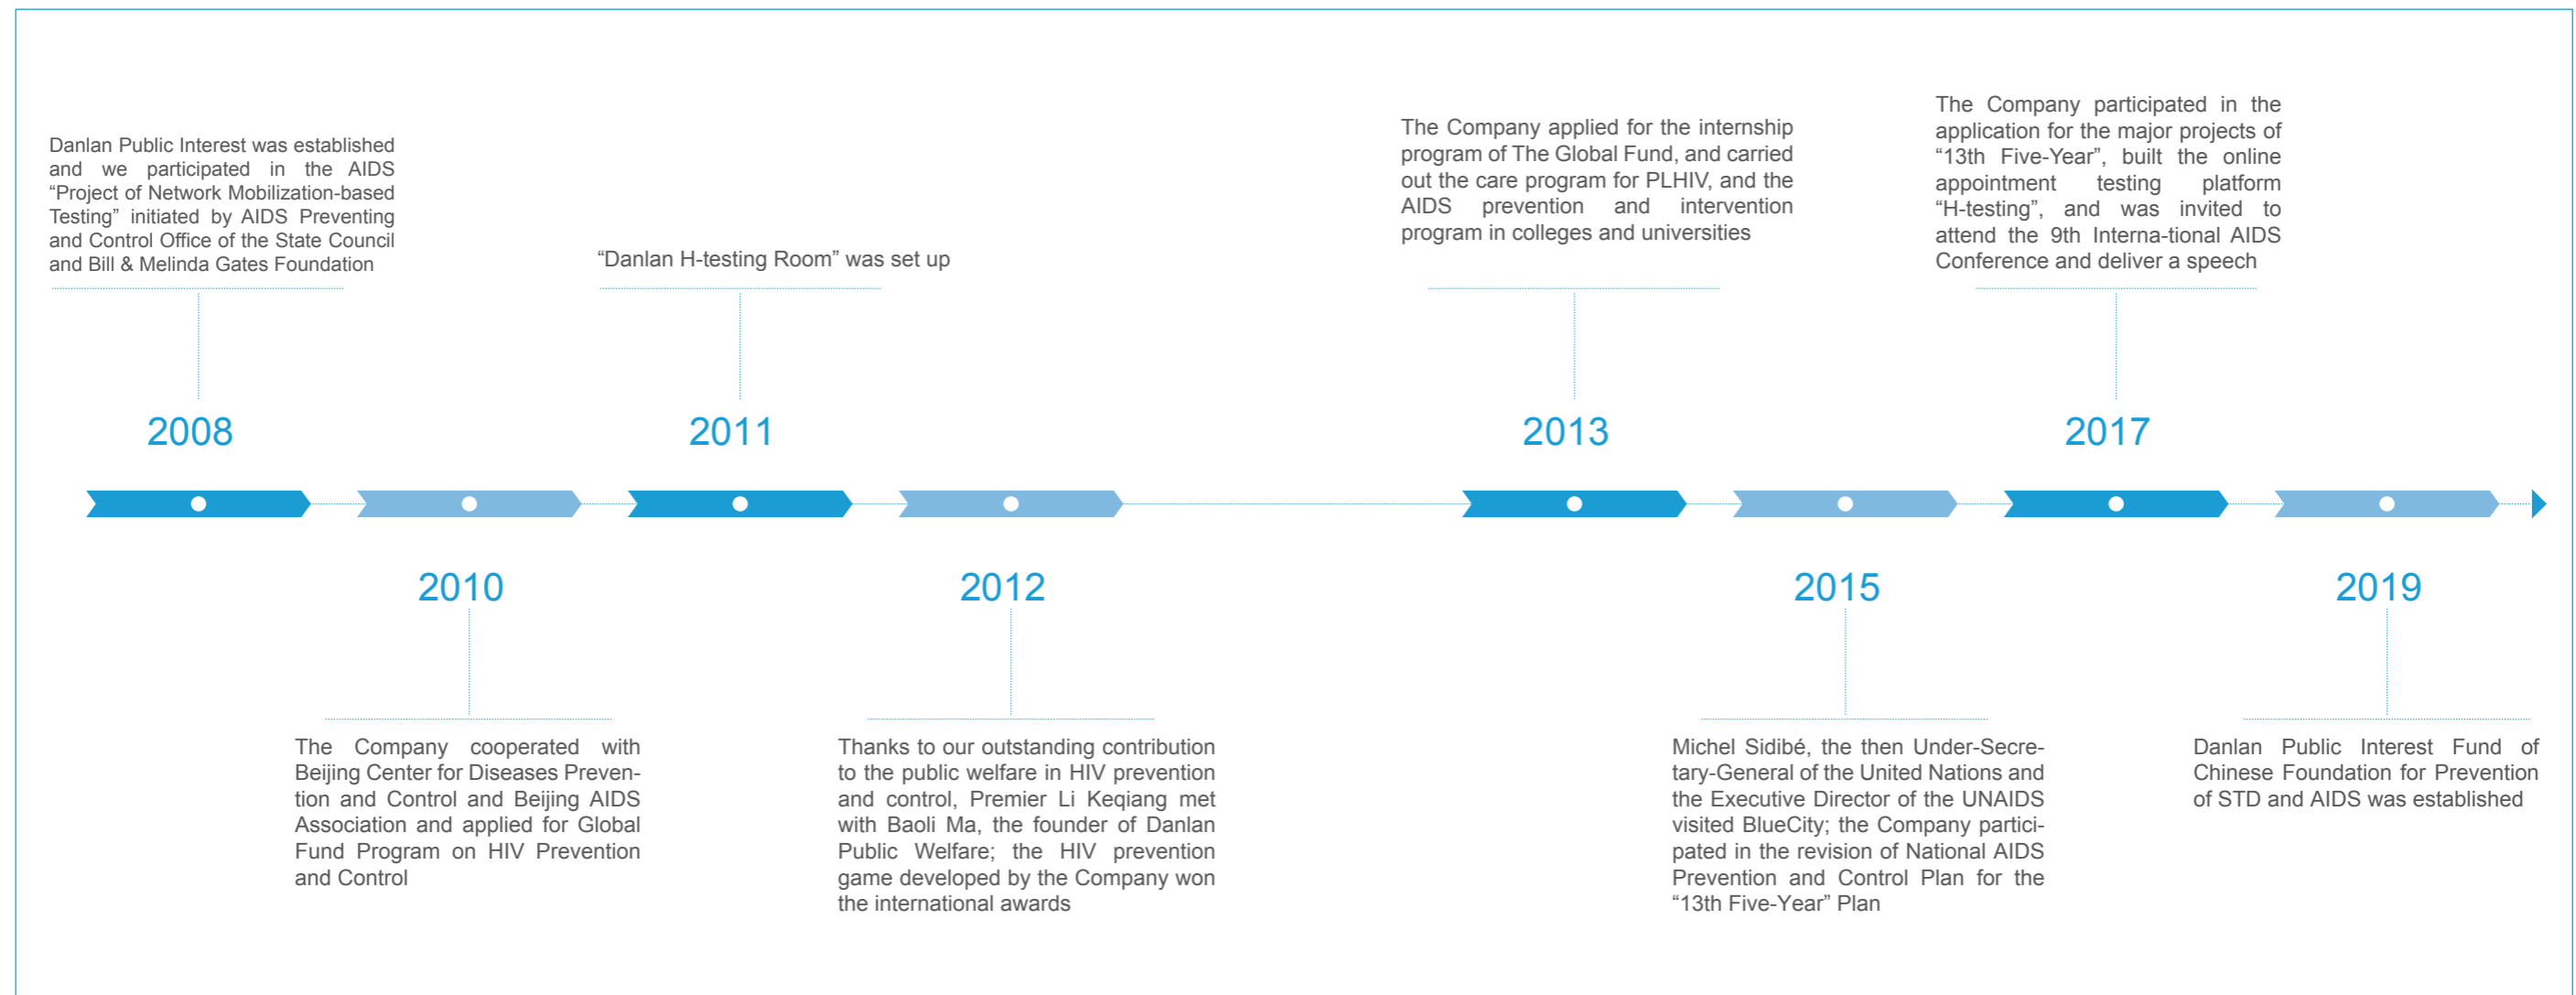 Danlan Public Interest was established
and we participated in the AIDS
“Project of Network Mobilization-based
Testing” initiated by AIDS Preventing
and Control Office of the State Council
and Bill & Melinda Gates Foundation
2008
The Company cooperated with
Beijing Center for Diseases Preven-
tion and Control and Beijing AIDS
Association and applied for Global
Fund Program on HIV Prevention
and Control
2010
“Danlan H-testing Room” was set up
2011
Thanks to our outstanding contribution
to the public welfare in HIV prevention
and control, Premier Li Keqiang met
with Baoli Ma, the founder of Danlan
Public Welfare; the HIV prevention
game developed by the Company won
the international awards
2012
The Company applied for the internship
program of The Global Fund, and carried
out the care program for PLHIV, and the
AIDS prevention and intervention
program in colleges and universities
2013
Michel Sidibé, the then Under-Secre-
tary-General of the United Nations and
the Executive Director of the UNAIDS
visited BlueCity; the Company partici-
pated in the revision of National AIDS
Prevention and Control Plan for the
“13th Five-Year” Plan
2015
The Company participated in the
application for the major projects of
“13th Five-Year”, built the online
appointment testing platform
“H-testing”, and was invited to
attend the 9th Interna-tional AIDS
Conference and deliver a speech
2017
Danlan Public Interest Fund of
Chinese Foundation for Prevention
of STD and AIDS was established
2019